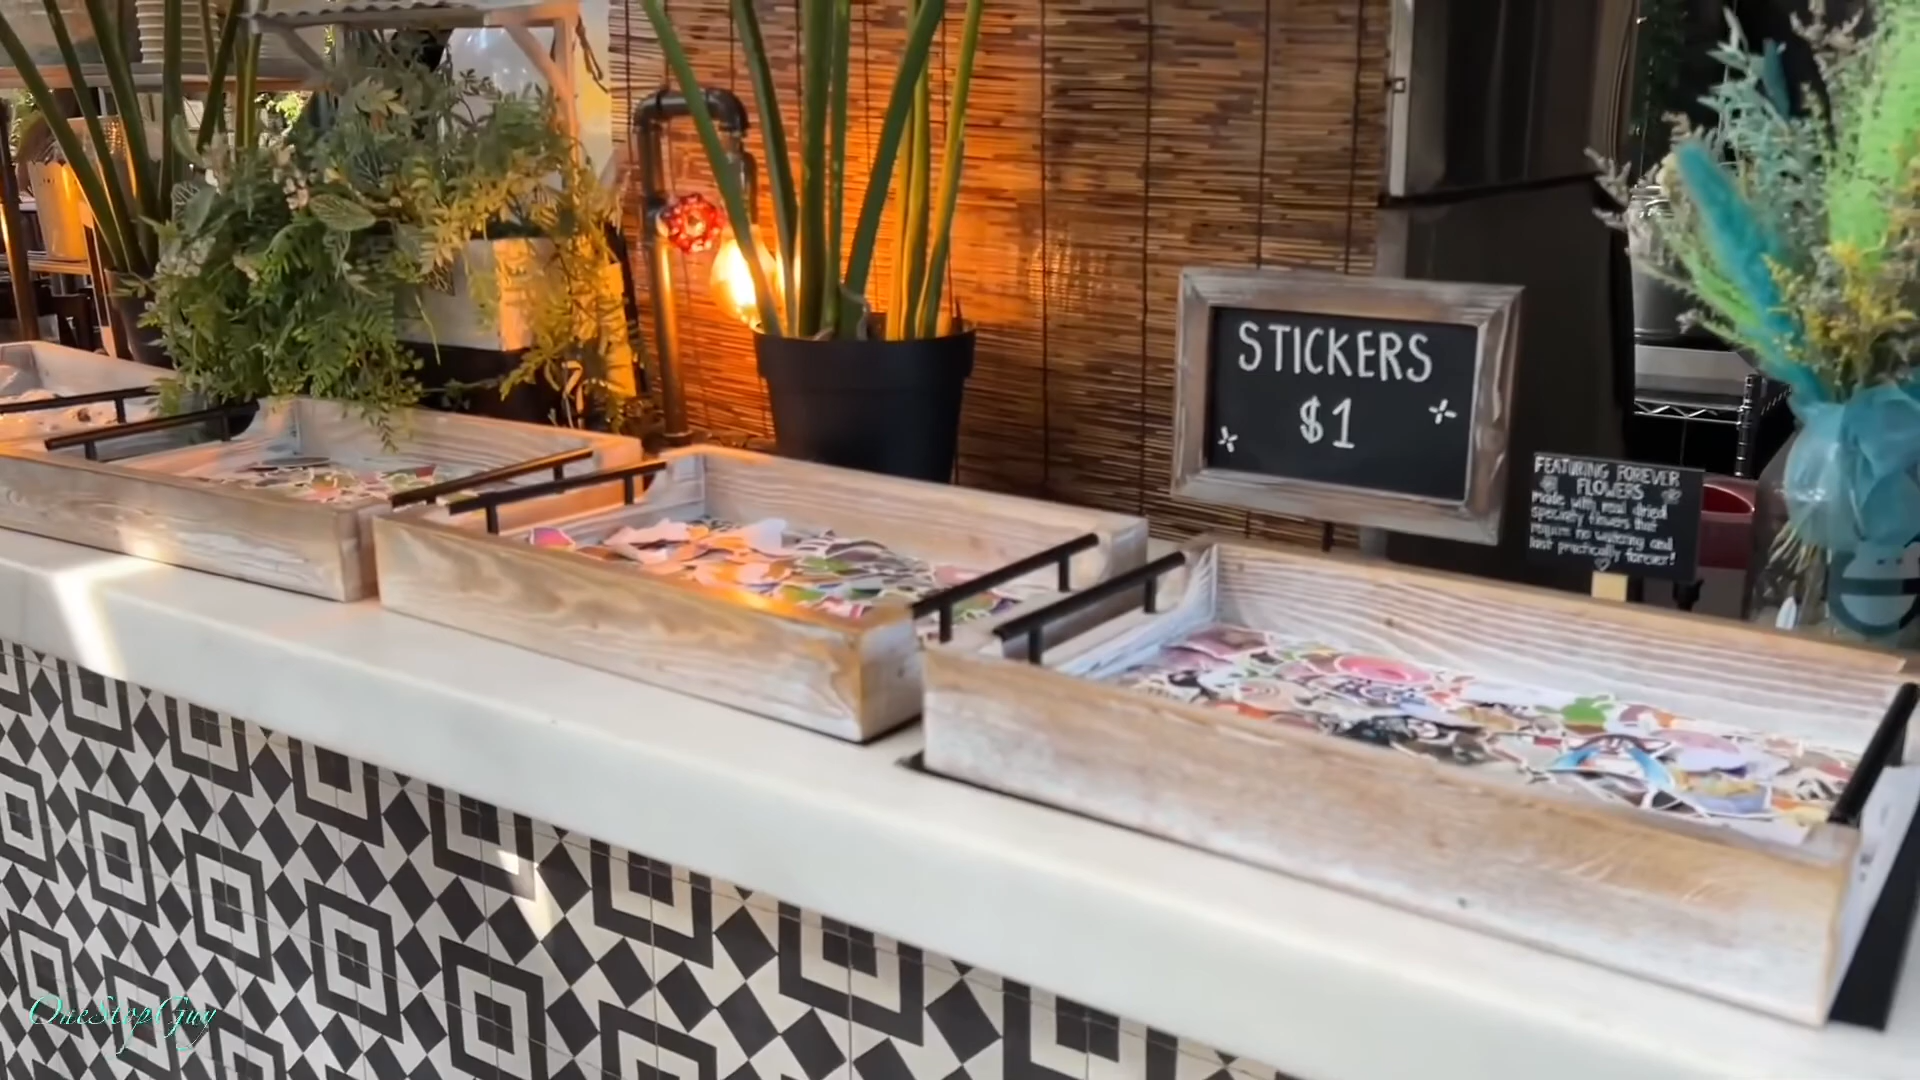 STICKERS
$1
FEATURING FOREVER
FLOWERS
made with real dried
specialty flowers that
require no watering and
last practically forever!
OneStopGuy